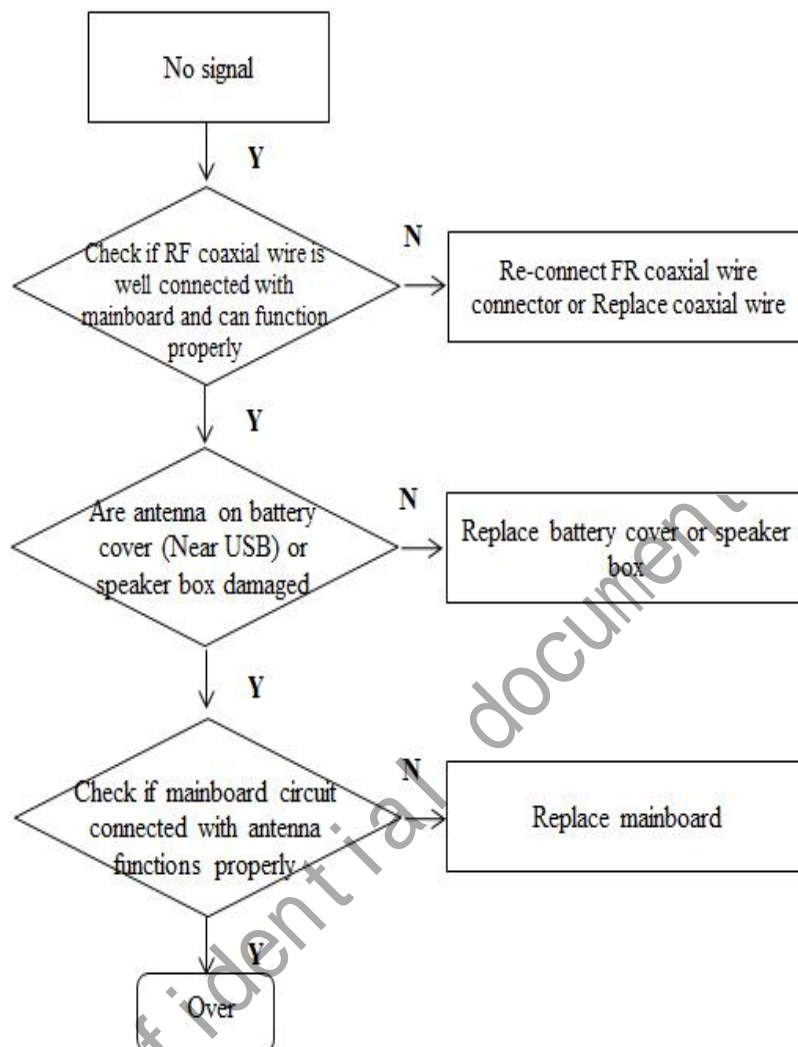 No signal
Y
Check if RF coaxial wire is
well connected with
mainboard and can function
properly
N
Re-connect FR coaxial wire
connector or Replace coaxial wire
Y
Are antenna on battery
cover (Near USB) or
speaker box damaged
N
Replace battery cover or speaker
box
Y
Check if mainboard circuit
connected with antenna
functions properly
N
Replace mainboard
Y
Over
fidential document